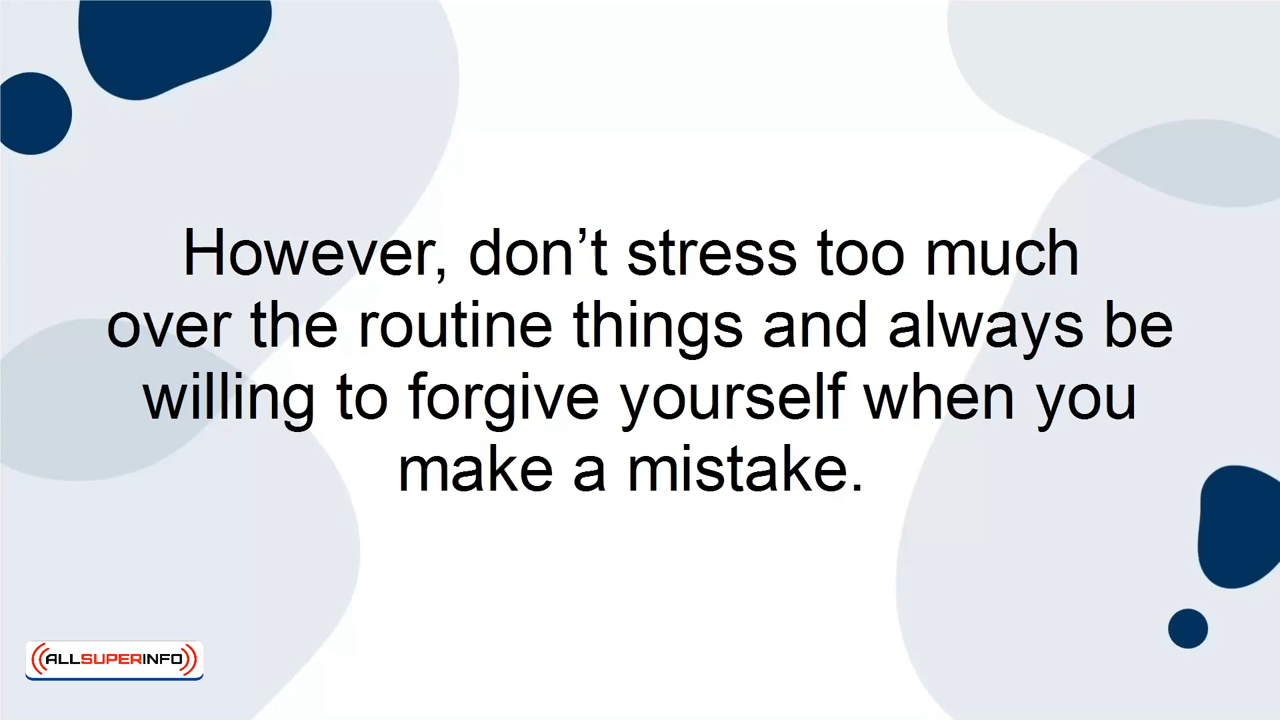 However, don’t stress too much
over the routine things and always be
willing to forgive yourself when you
make a mistake.
ALLSUPERINFO